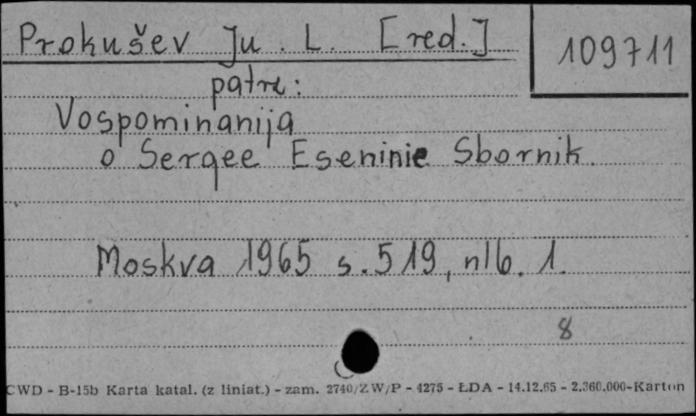 Prokušev Ju. L. [red.]
109711
patrz:
Vospominanija
o Sergee Eseninie Sbornik.
Moskva 1965 s. 519, nlb. 1.
8
CWD - B-15b Karta katal. (z liniat.) - zam. 2740/ZW/P - 4275 - ŁDA - 14.12.65 - 2.360.000-Karton